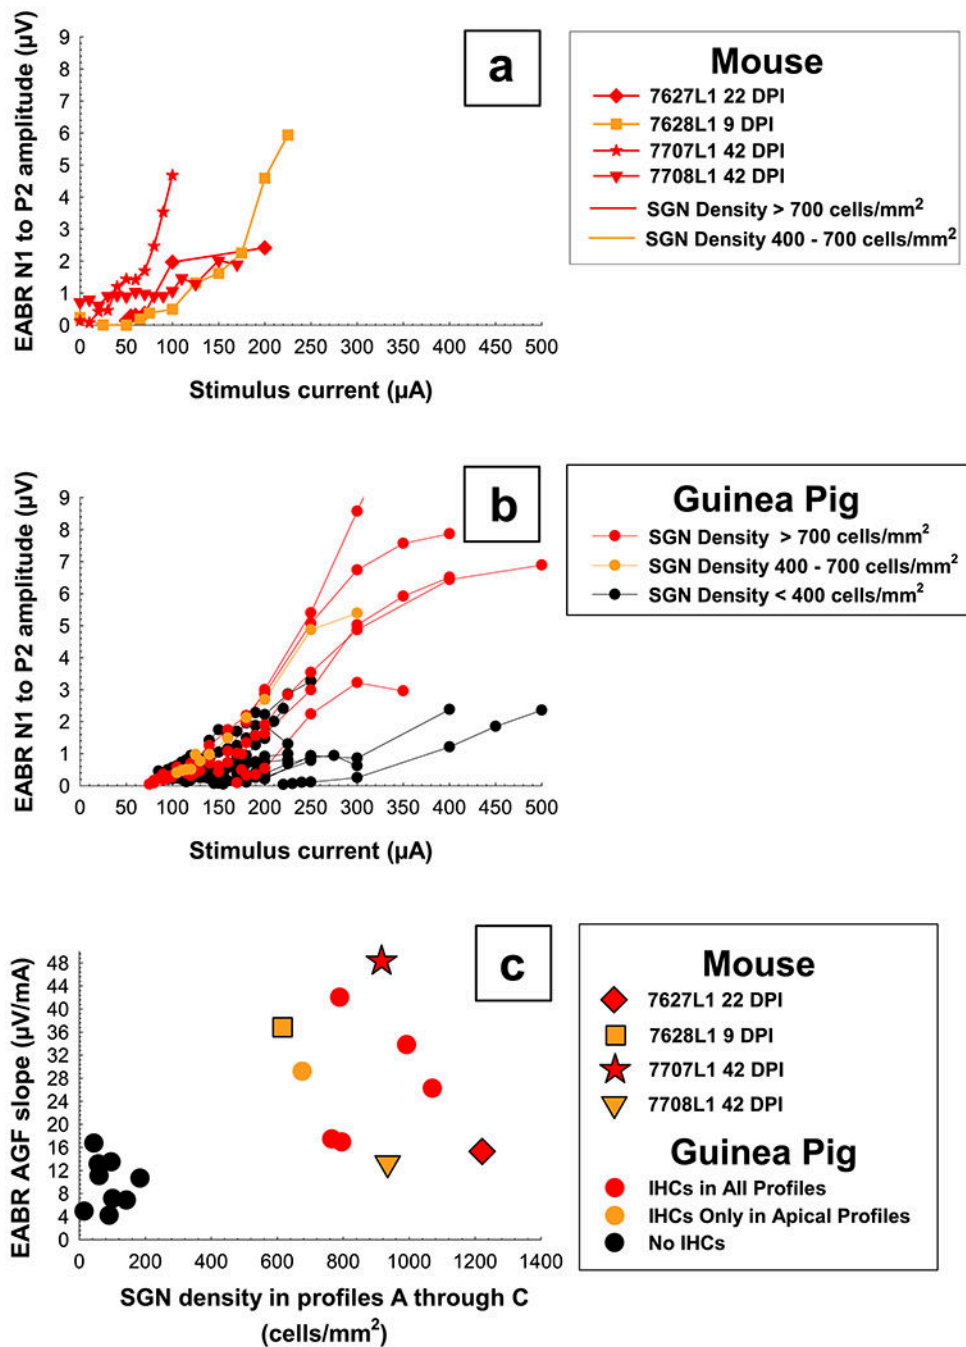 a
EABR N1 to P2 amplitude (µV)
9
8
7
6
5
4
3
2
1
0
0 50 100 150 200 250 300 350 400 450 500
Stimulus current (µA)
Mouse
7627L1 22 DPI
7628L1 9 DPI
7707L1 42 DPI
7708L1 42 DPI
SGN Density > 700 cells/mm²
SGN Density 400 - 700 cells/mm²
b
EABR N1 to P2 amplitude (µV)
9
8
7
6
5
4
3
2
1
0
0 50 100 150 200 250 300 350 400 450 500
Stimulus current (µA)
Guinea Pig
SGN Density > 700 cells/mm²
SGN Density 400 - 700 cells/mm²
SGN Density < 400 cells/mm²
c
EABR AGF slope (µV/mA)
48
44
40
36
32
28
24
20
16
12
8
4
0
0 200 400 600 800 1000 1200 1400
SGN density in profiles A through C
(cells/mm²)
Mouse
7627L1 22 DPI
7628L1 9 DPI
7707L1 42 DPI
7708L1 42 DPI
Guinea Pig
IHCs in All Profiles
IHCs Only in Apical Profiles
No IHCs